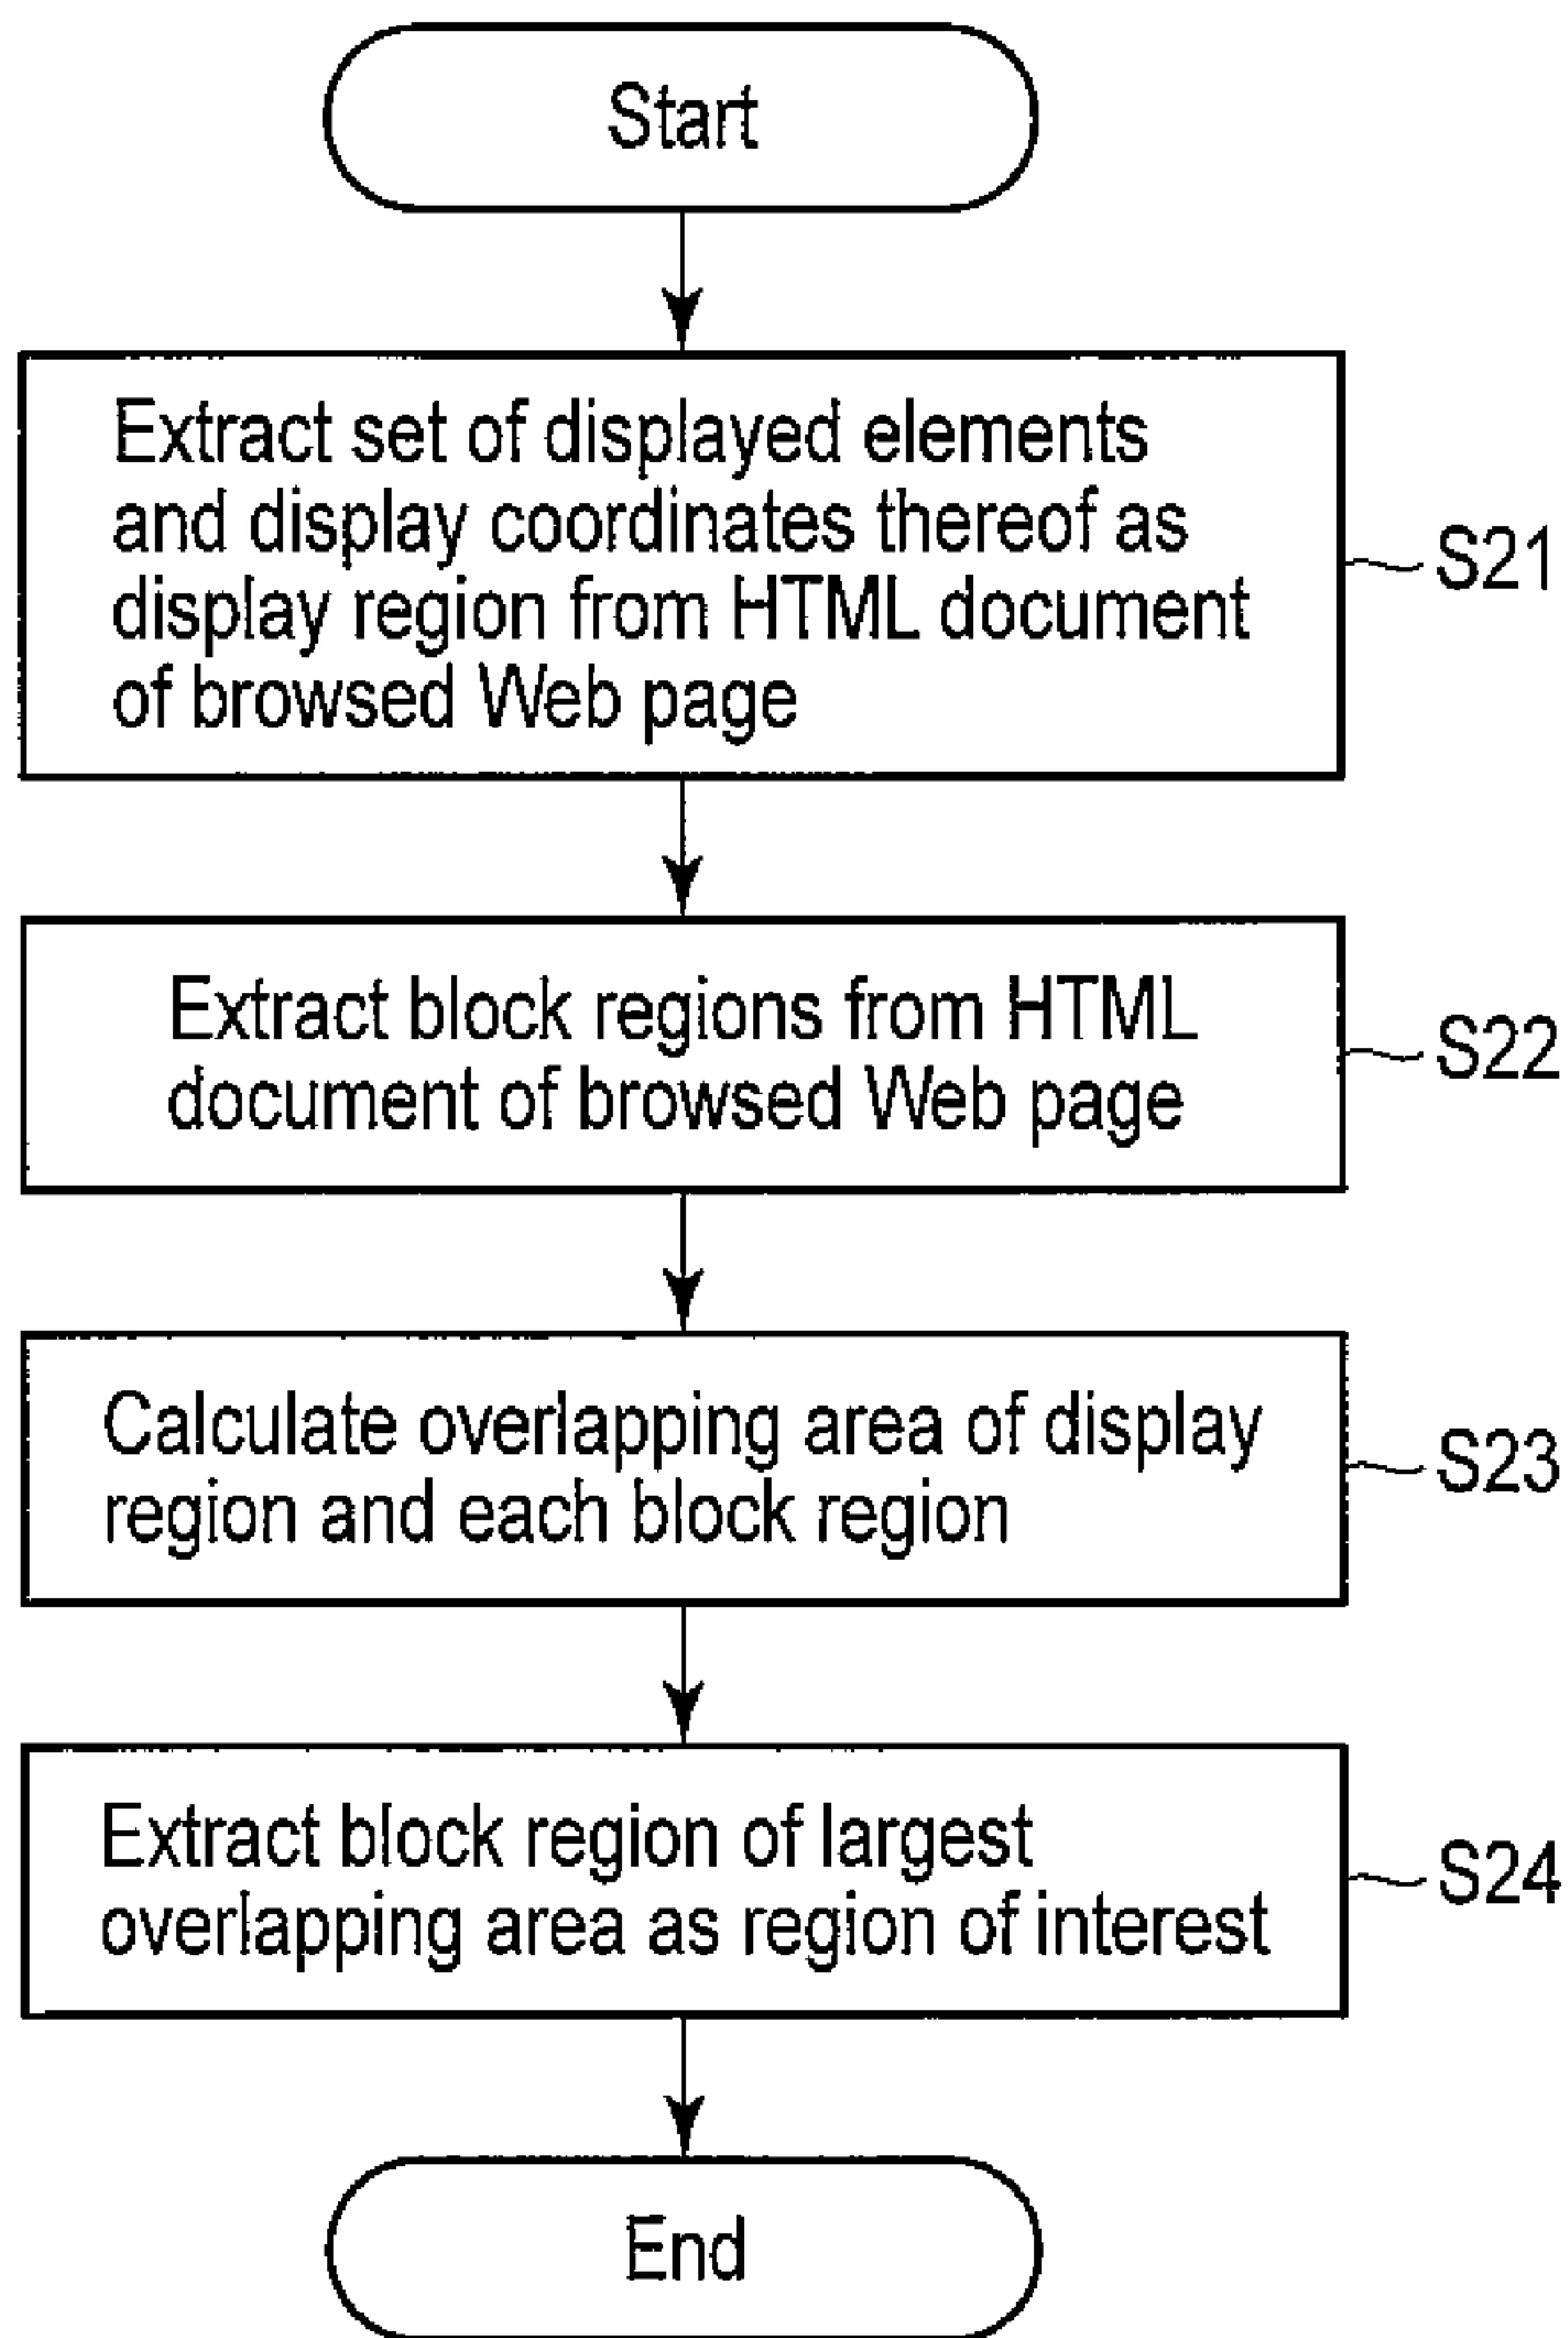 Start
Extract set of displayed elements
and display coordinates thereof as
display region from HTML document
of browsed Web page
S21
Extract block regions from HTML
document of browsed Web page
S22
Calculate overlapping area of display
region and each block region
S23
Extract block region of largest
overlapping area as region of interest
S24
End